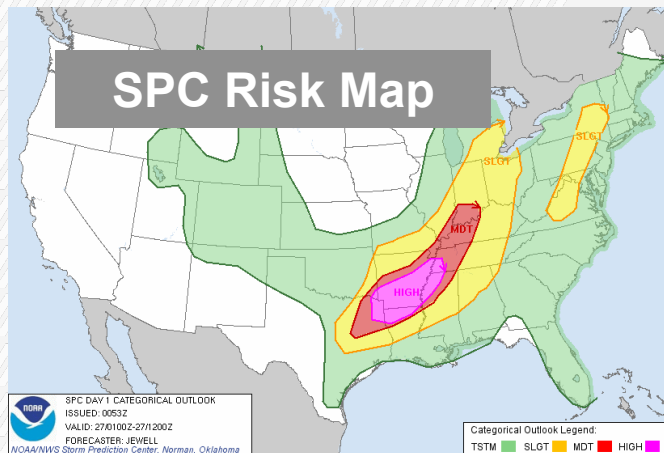 SPC Risk Map
SLGT
SLGT
MDT
HIGH
NOAA
SPC DAY 1 CATEGORICAL OUTLOOK
ISSUED: 0053Z
VALID: 27/0100Z-27/1200Z
FORECASTER: JEWELL
NOAA/NWS Storm Prediction Center, Norman, Oklahoma
Categorical Outlook Legend:
TSTM SLGT MDT HIGH